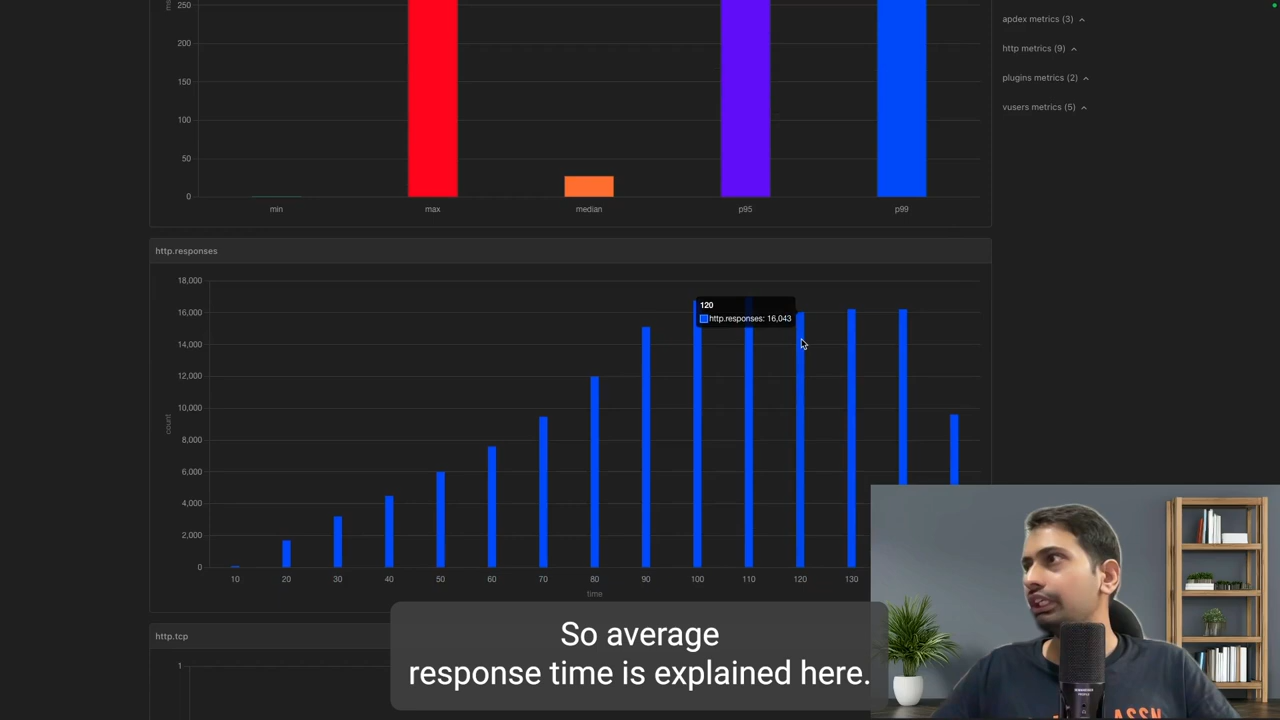 250
200
150
100
50
0
min
max
median
p95
p99
apdex metrics (3)
http metrics (9)
plugins metrics (2)
vusers metrics (5)
http.responses
18,000
16,000
14,000
12,000
10,000
8,000
6,000
4,000
2,000
0
count
120
http.responses: 16,043
10
20
30
40
50
60
70
80
90
100
110
120
130
time
http.tcp
1
So average
response time is explained here.
ASSN